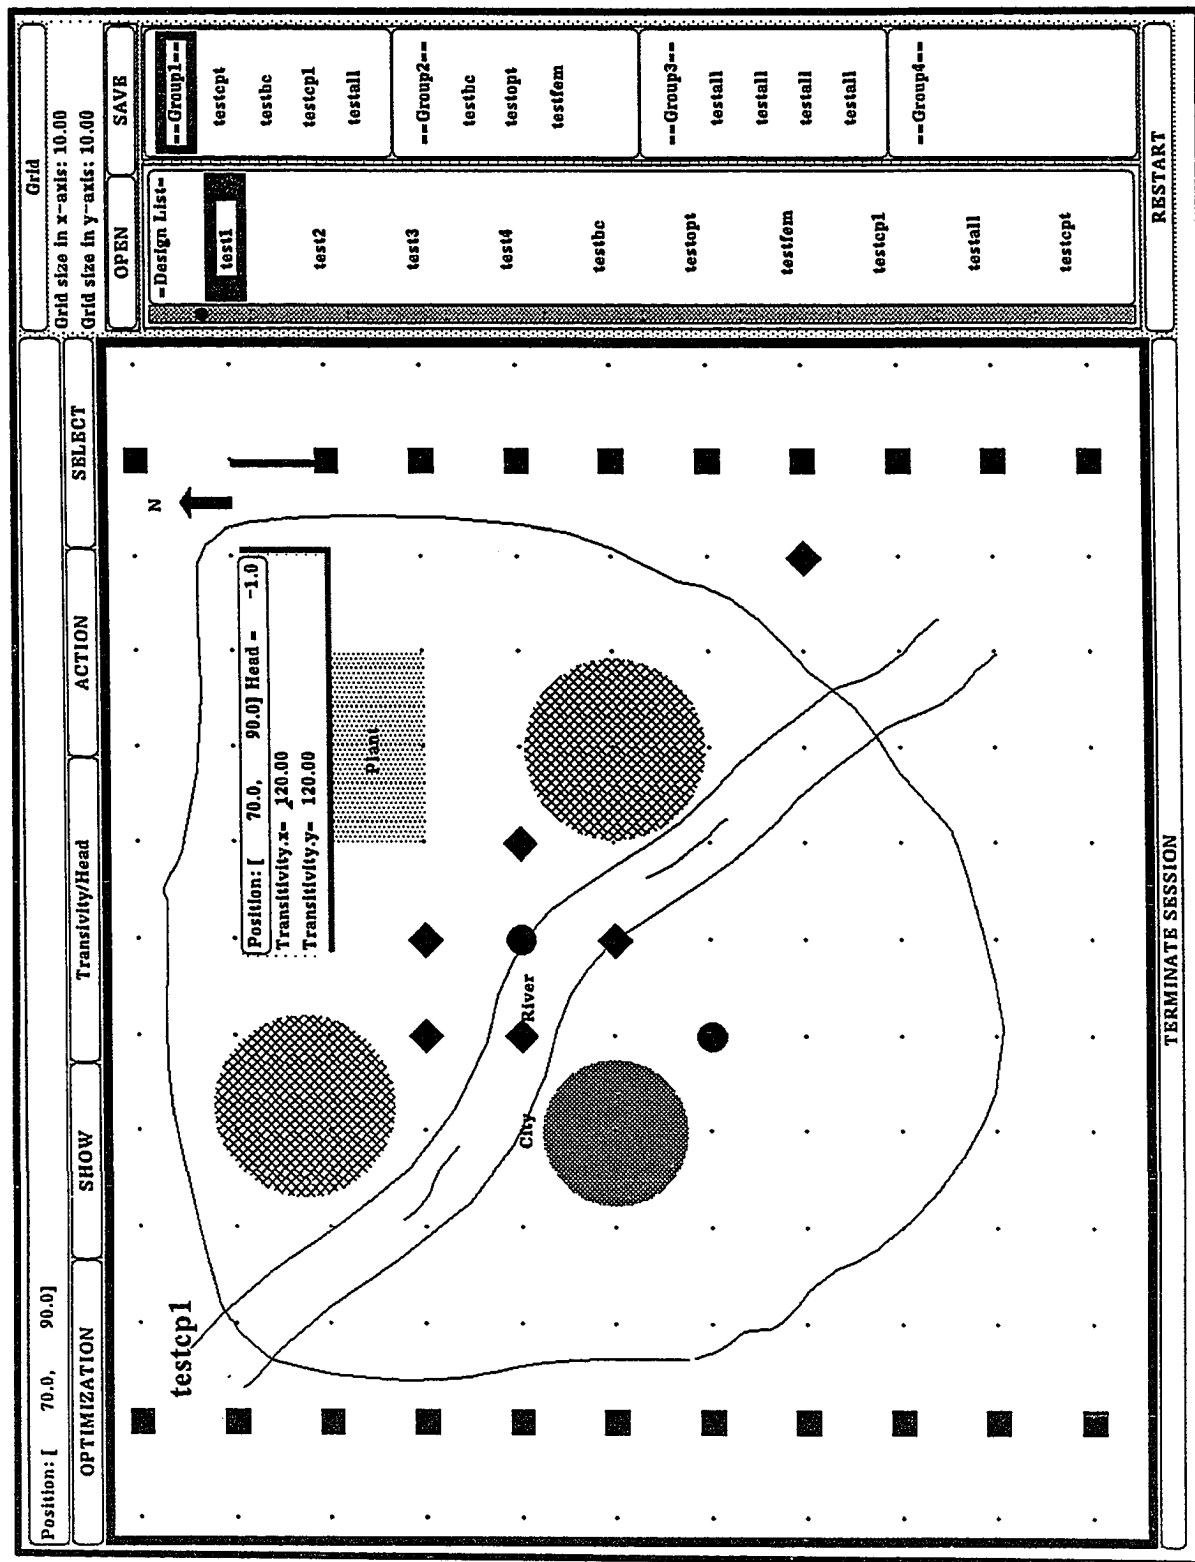 Position: [ 70.0, 90.0]
Grid
OPTIMIZATION
SHOW
Transivity/Head
ACTION
SELECT
Grid size in x-axis: 10.00
Grid size in y-axis: 10.00
OPEN
SAVE
testcp1
N
Position: [ 70.0, 90.0] Head = -1.0
Transitivity.x= 120.00
Transitivity.y= 120.00
Plant
River
City
=Design List=
test1
test2
test3
test4
testbc
testopt
testfem
testcp1
testall
testcpt
==Group1==
testcpt
testbc
testcp1
testall
==Group2==
testbc
testopt
testfem
==Group3==
testall
testall
testall
testall
==Group4==
TERMINATE SESSION
RESTART